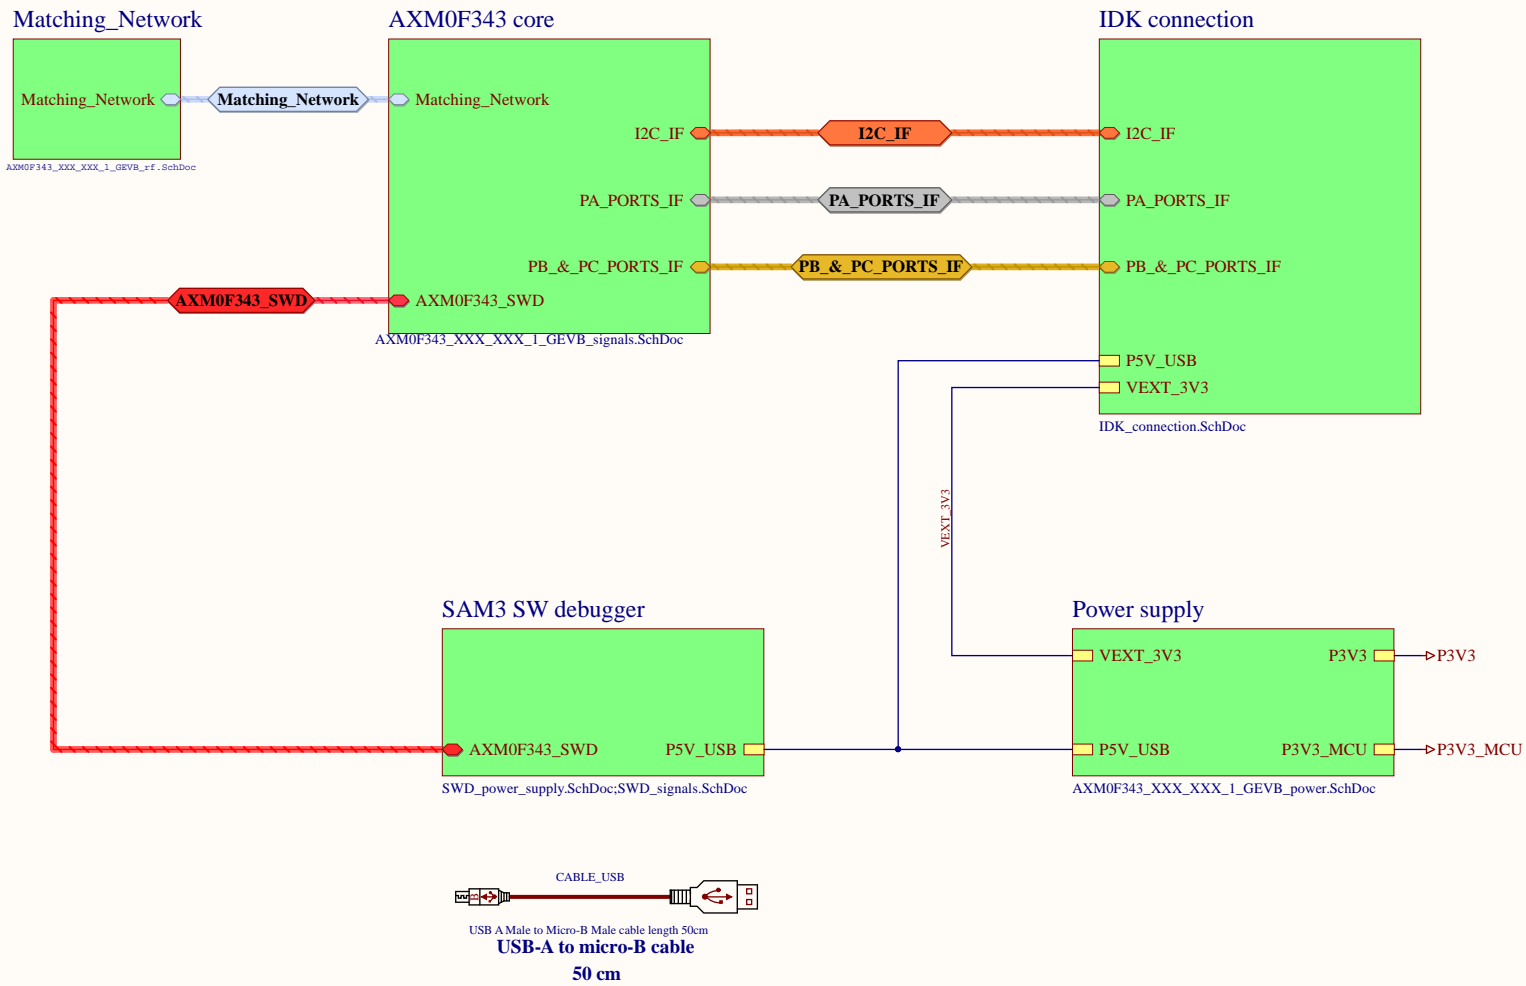 Matching_Network
AXM0F343 core
IDK connection
Matching_Network
Matching_Network
Matching_Network
I2C_IF
I2C_IF
I2C_IF
AXM0F343_XXX_XXX_1_GEVB_rf.SchDoc
PA_PORTS_IF
PA_PORTS_IF
PA_PORTS_IF
PB_&_PC_PORTS_IF
PB_&_PC_PORTS_IF
PB_&_PC_PORTS_IF
AXM0F343_SWD
AXM0F343_SWD
AXM0F343_XXX_XXX_1_GEVB_signals.SchDoc
P5V_USB
VEXT_3V3
IDK_connection.SchDoc
VEXT_3V3
SAM3 SW debugger
Power supply
VEXT_3V3
P3V3
P3V3
AXM0F343_SWD
P5V_USB
P5V_USB
P3V3_MCU
P3V3_MCU
SWD_power_supply.SchDoc;SWD_signals.SchDoc
AXM0F343_XXX_XXX_1_GEVB_power.SchDoc
CABLE_USB
B
USB A Male to Micro-B Male cable length 50cm
USB-A to micro-B cable
50 cm